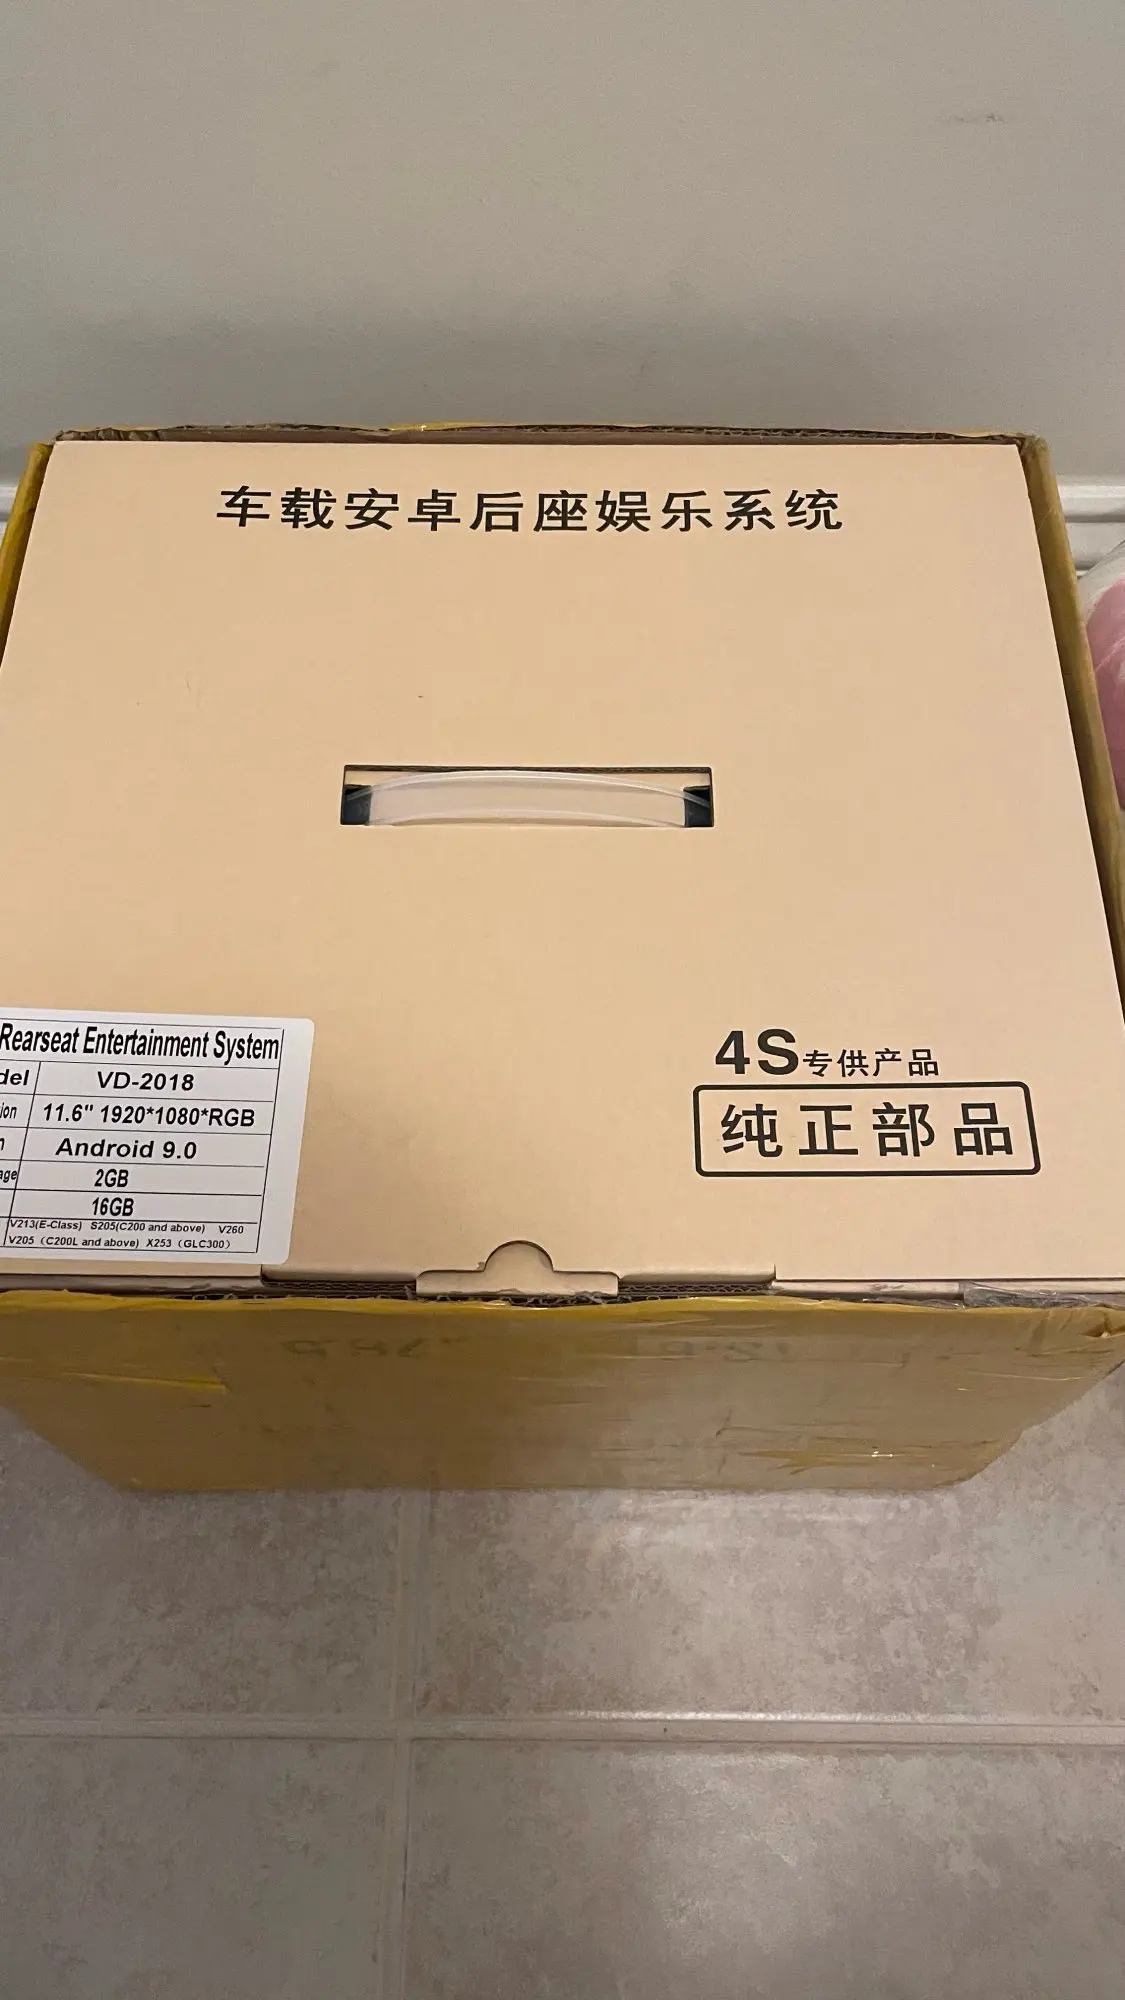 车载安卓后座娱乐系统
Rearseat Entertainment System
VD-2018
11.6" 1920*1080*RGB
Android 9.0
2GB
16GB
V213(E-Class) S205(C200 and above) V260
V205 (C200L and above) X253 (GLC300)
4S专供产品
纯正部品